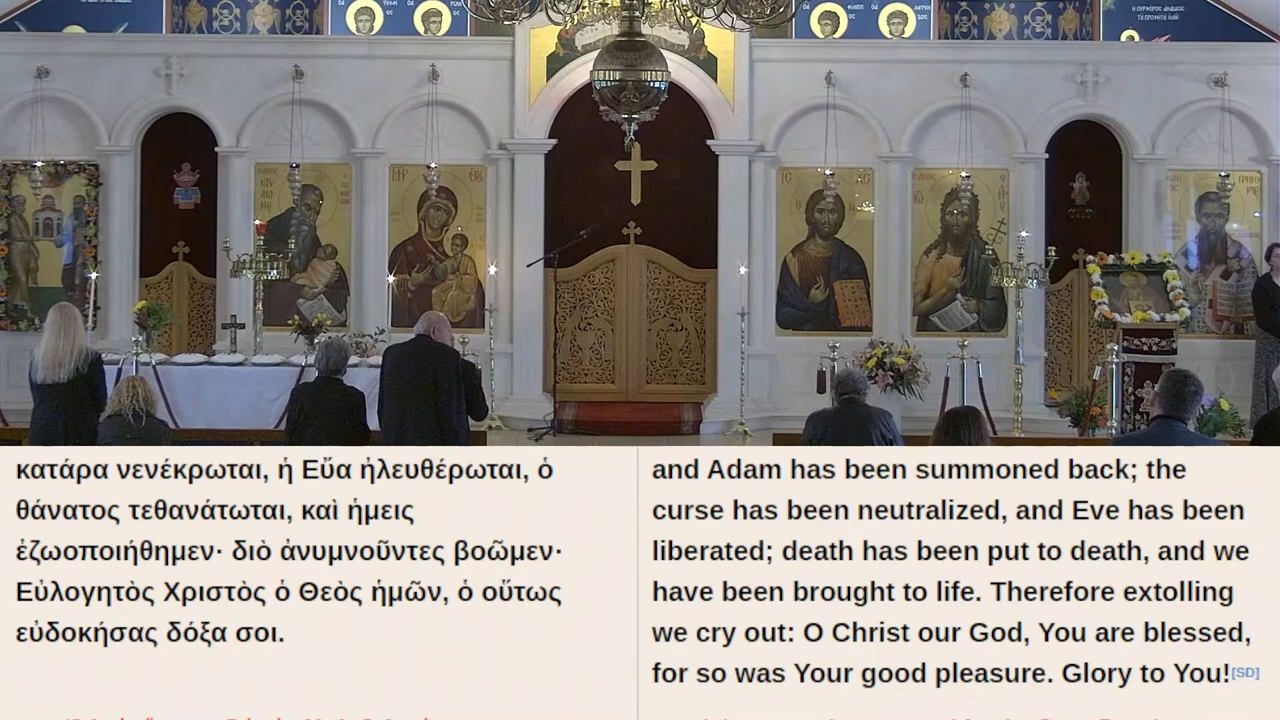 ΜΡ ΘΥ
κατάρα νενέκρωται, ἡ Εὔα ἠλευθέρωται, ὁ
θάνατος τεθανάτωται, καὶ ἡμεις
ἐζωοποιήθημεν· διὸ ἀνυμνοῦντες βοῶμεν·
Εὐλογητὸς Χριστὸς ὁ Θεὸς ἡμῶν, ὁ οὕτως
εὐδοκήσας δόξα σοι.
and Adam has been summoned back; the
curse has been neutralized, and Eve has been
liberated; death has been put to death, and we
have been brought to life. Therefore extolling
we cry out: O Christ our God, You are blessed,
for so was Your good pleasure. Glory to You![SD]